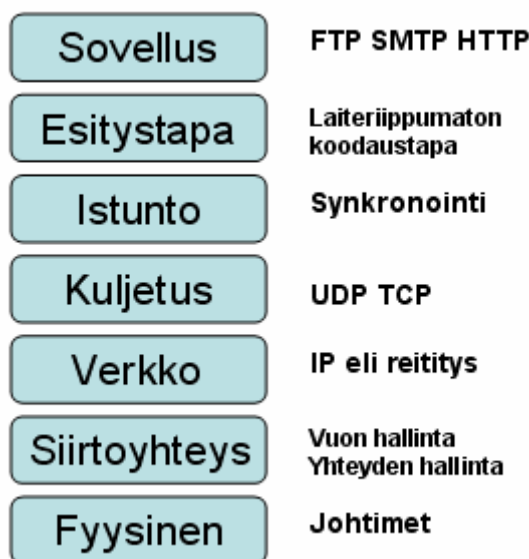 Sovellus FTP SMTP HTTP
Esitystapa Laiteriippumaton
koodaustapa
Istunto Synkronointi
Kuljetus UDP TCP
Verkko IP eli reititys
Siirtoyhteys Vuon hallinta
Yhteyden hallinta
Fyysinen Johtimet